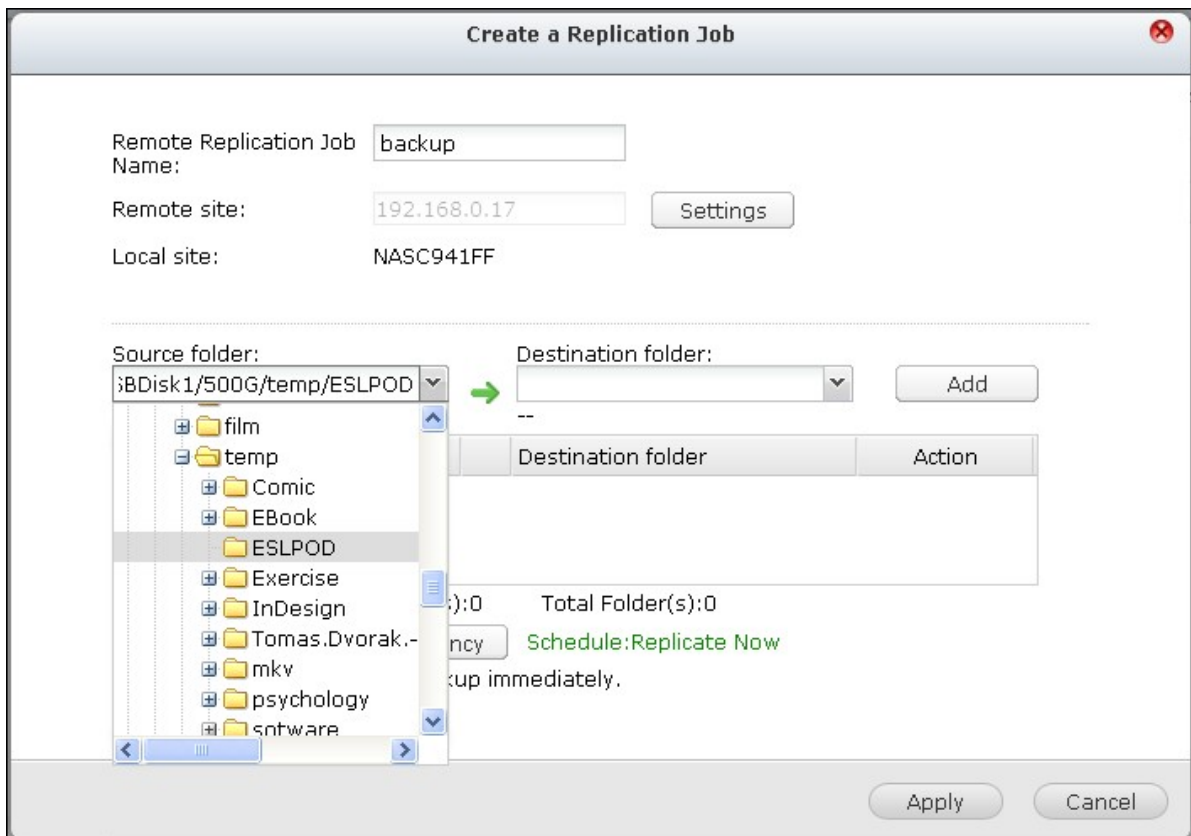 Create a Replication Job
Remote Replication Job Name: backup
Remote site: 192.168.0.17 Settings
Local site: NASC941FF
Source folder: Destination folder:
SBDisk1/500G/temp/ESLPOD Add
--
film
temp
Destination folder Action
Comic
EBook
ESLPOD
Exercise
InDesign
):0 Total Folder(s):0
Tomas.Dvorak.-
ncy Schedule:Replicate Now
mkv
kup immediately.
psychology
sotware
Apply Cancel